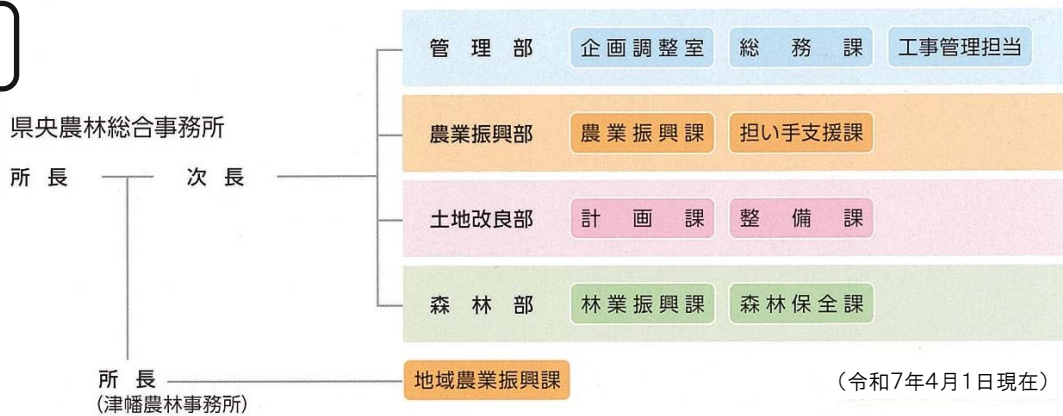 管理部 企画調整室 総務課 工事管理担当
県央農林総合事務所
農業振興部 農業振興課 担い手支援課
所長 次長
土地改良部 計画課 整備課
森林部 林業振興課 森林保全課
所長 地域農業振興課
(津幡農林事務所)
(令和7年4月1日現在)